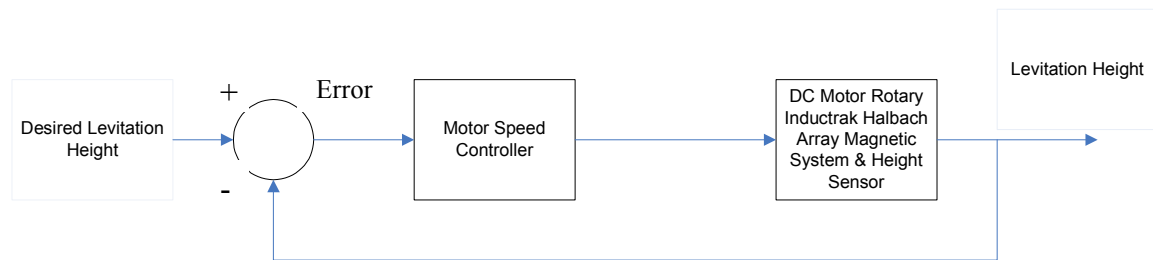 Desired Levitation
Height
+
-
Error
Motor Speed
Controller
DC Motor Rotary
Inductrak Halbach
Array Magnetic
System & Height
Sensor
Levitation Height